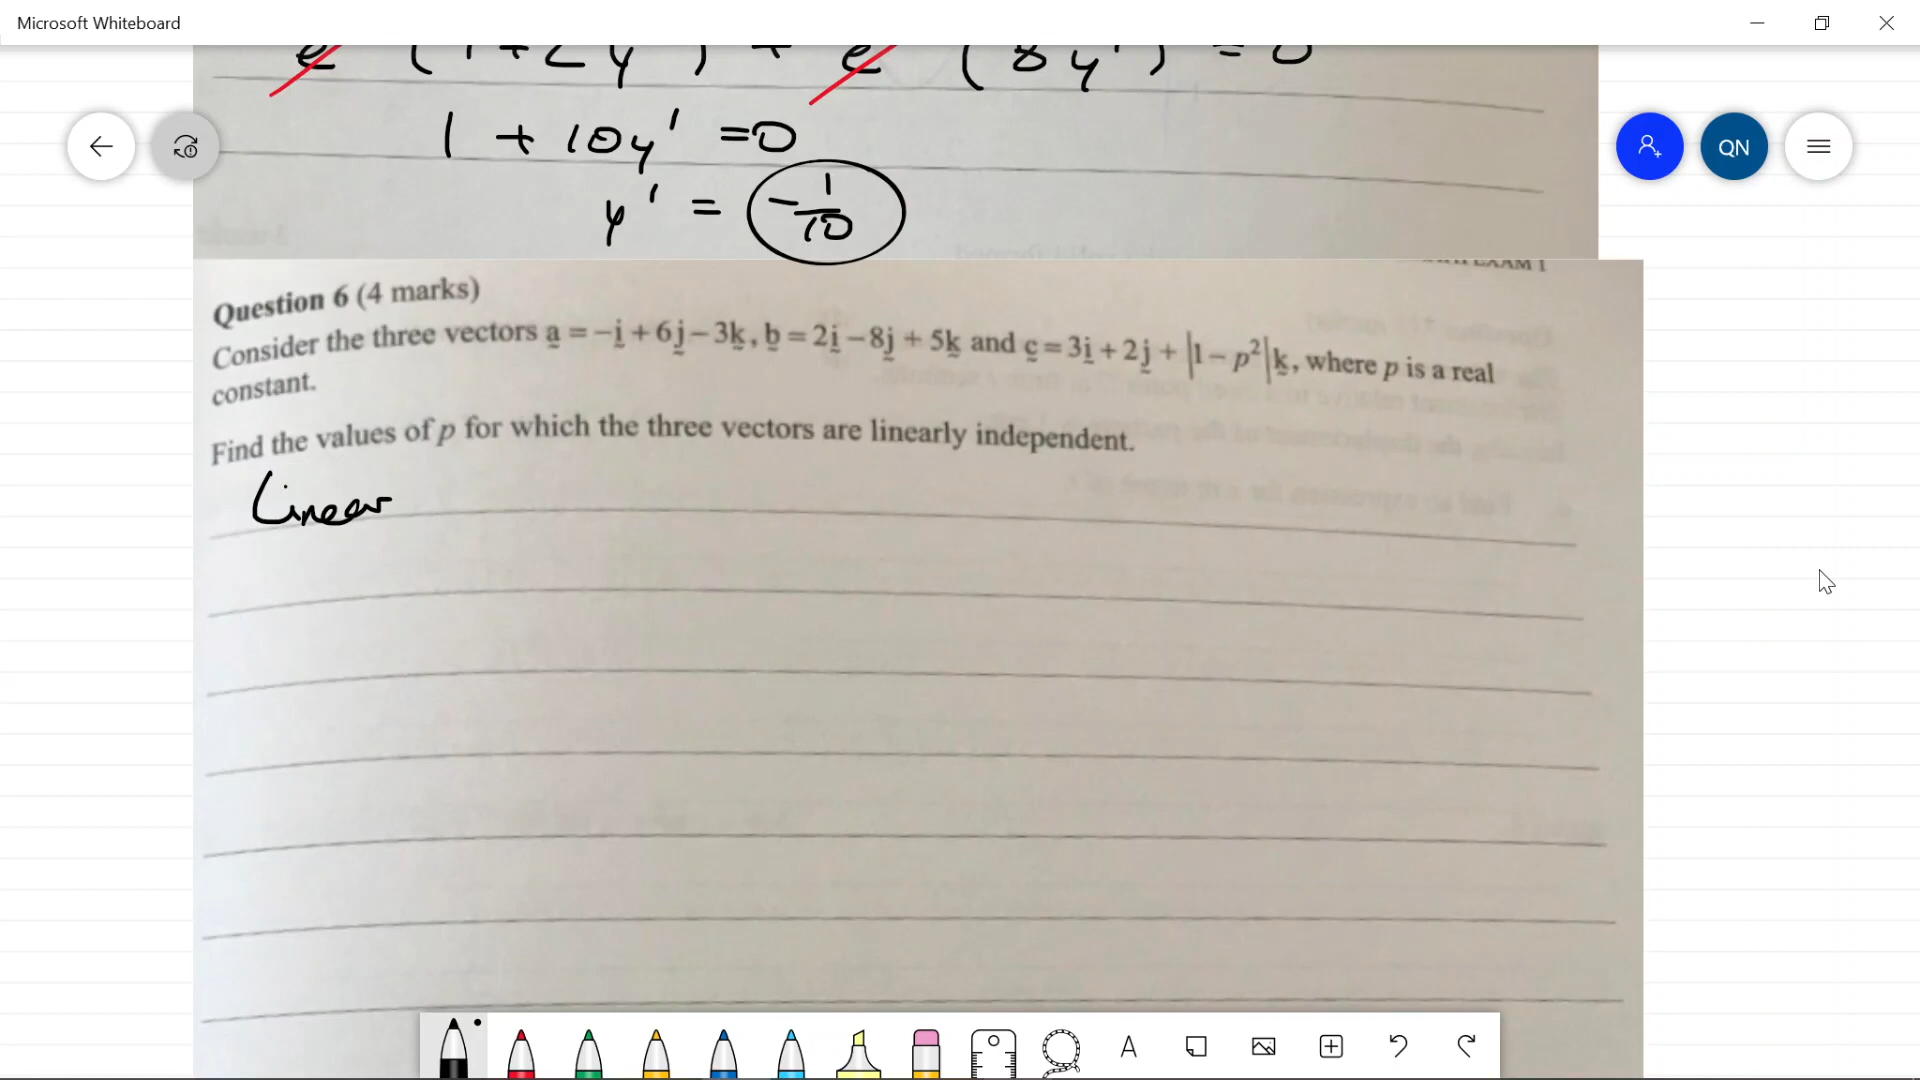 Microsoft Whiteboard
1 + 10y' = 0
y' = -1/10
QN
Question 6 (4 marks)
Consider the three vectors a = −i + 6j − 3k, b = 2i − 8j + 5k and c = 3i + 2j + |1 − p²|k, where p is a real
constant.
Find the values of p for which the three vectors are linearly independent.
Linear